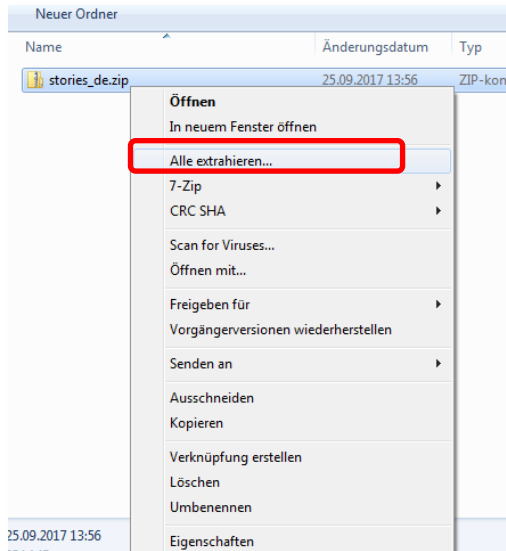 Neuer Ordner
Name Änderungsdatum Typ
stories_de.zip 25.09.2017 13:56 ZIP-kon
Öffnen
In neuem Fenster öffnen
Alle extrahieren...
7-Zip
CRC SHA
Scan for Viruses...
Öffnen mit...
Freigeben für
Vorgängerversionen wiederherstellen
Senden an
Ausschneiden
Kopieren
Verknüpfung erstellen
Löschen
Umbenennen
25.09.2017 13:56
Eigenschaften